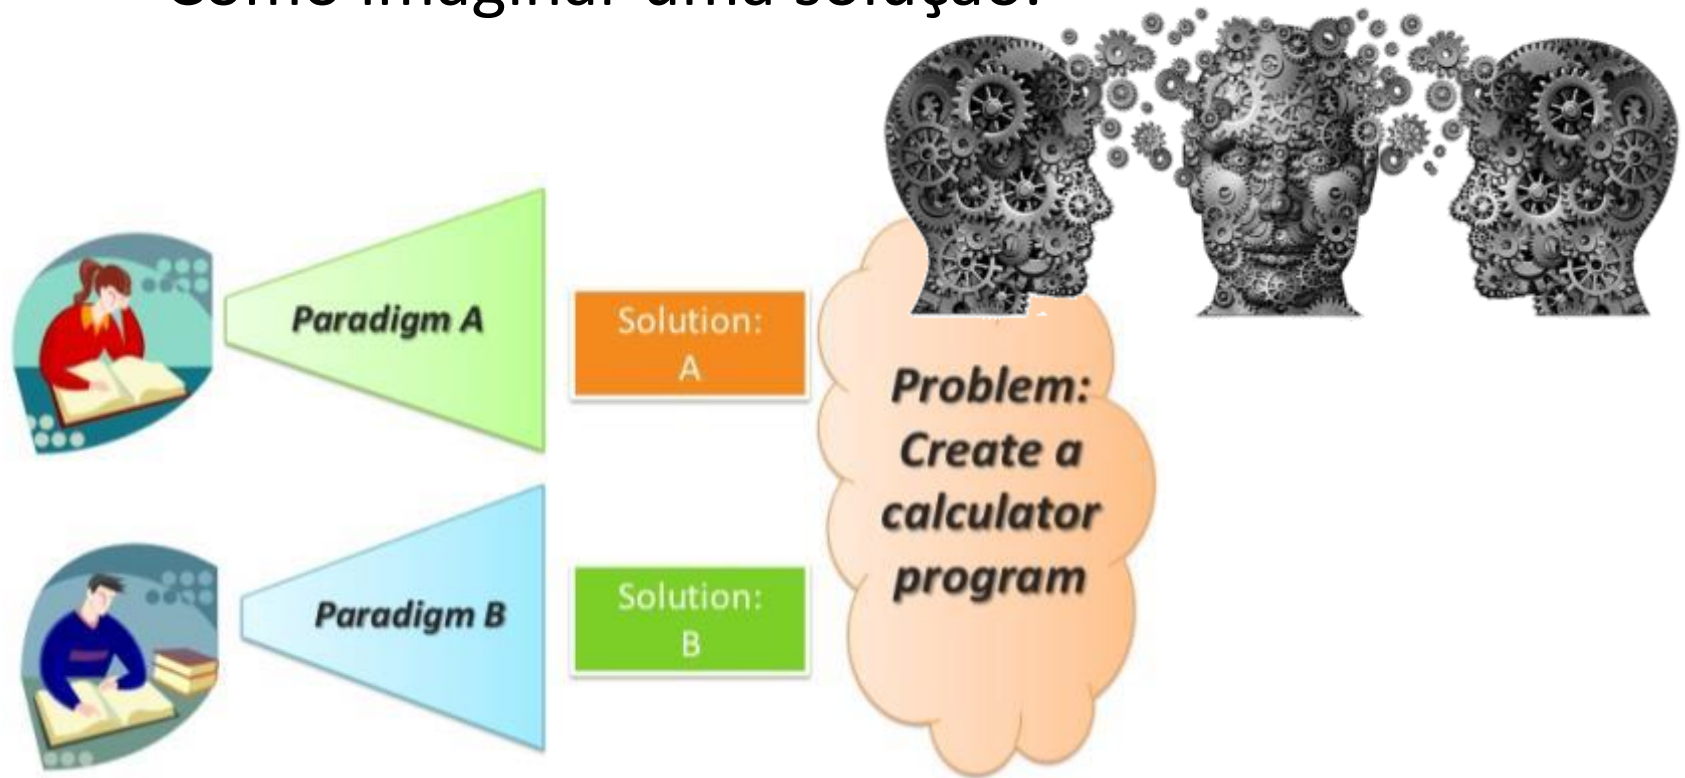 Como imaginar uma solução?
Paradigm A
Solution:
A
Problem:
Create a
calculator
program
Paradigm B
Solution:
B